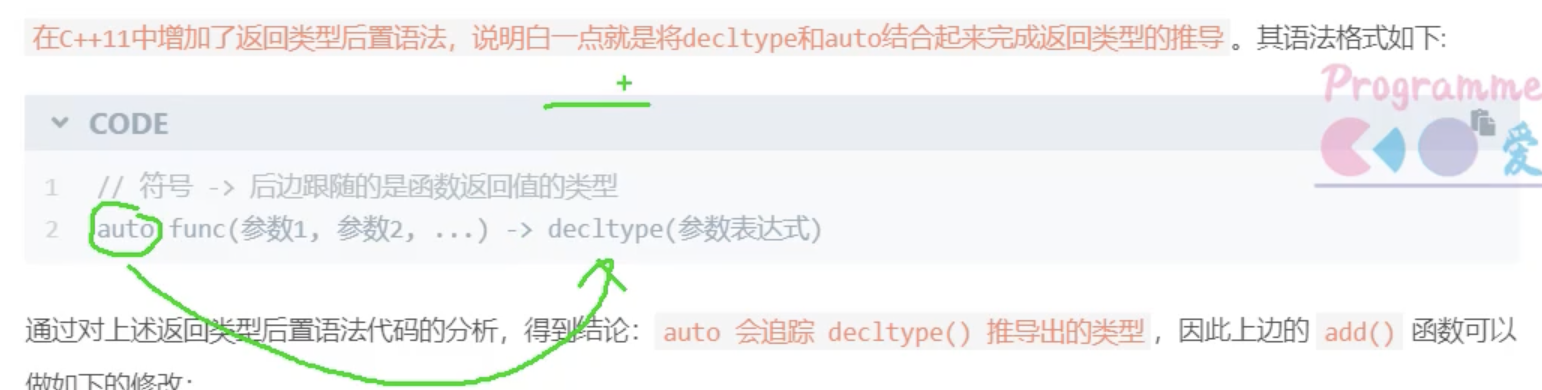 在C++11中增加了返回类型后置语法，说明白一点就是将decltype和auto结合起来完成返回类型的推导。其语法格式如下:
+
Programme
CODE
爱
1 // 符号 -> 后边跟随的是函数返回值的类型
2 auto func(参数1, 参数2, ...) -> decltype(参数表达式)
通过对上述返回类型后置语法代码的分析，得到结论：auto 会追踪 decltype() 推导出的类型，因此上边的 add() 函数可以
做如下的修改：